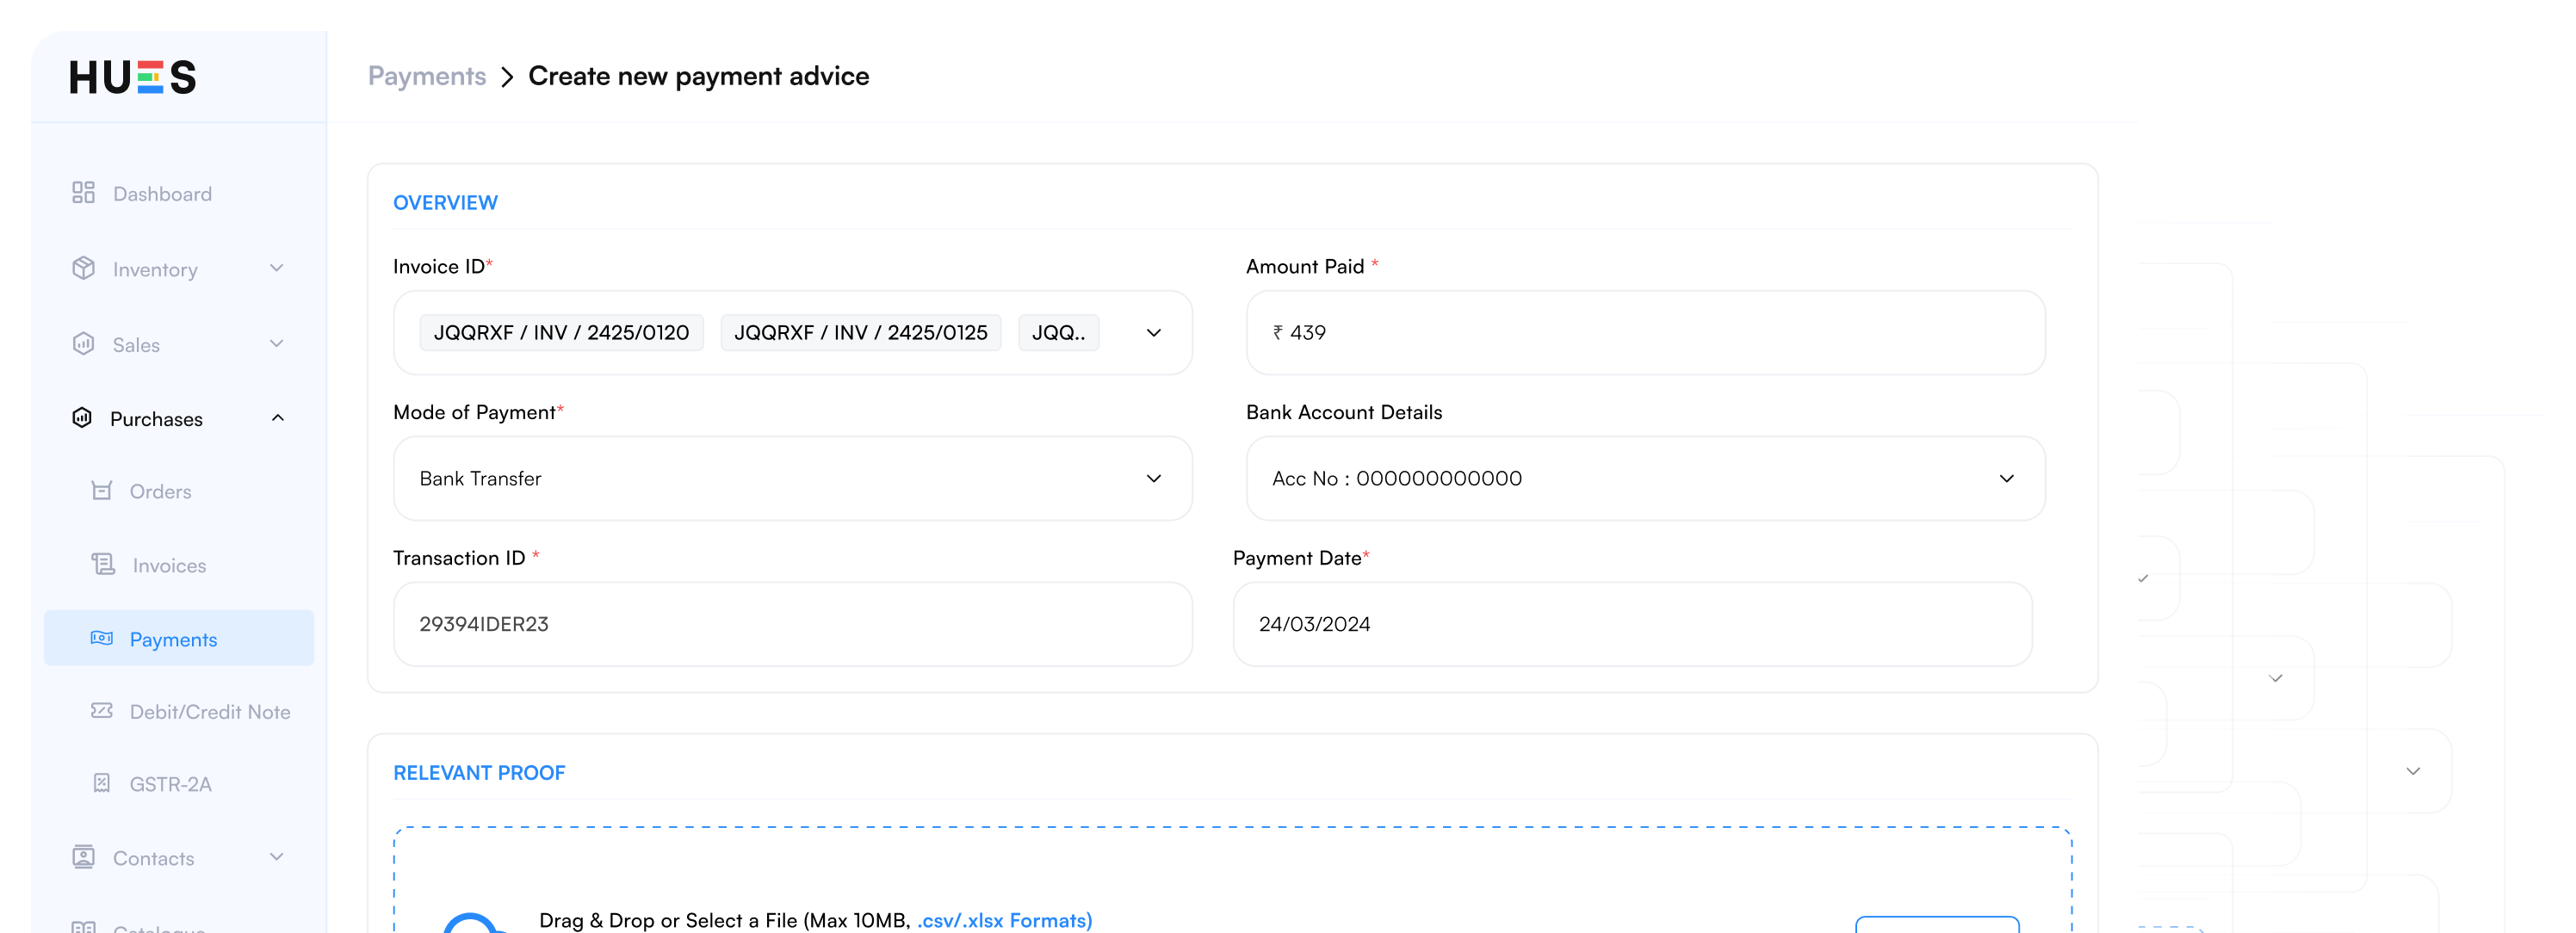 HUES
Payments > Create new payment advice
Dashboard
Inventory
Sales
Purchases
Orders
Invoices
Payments
Debit/Credit Note
GSTR-2A
Contacts
Catalogue
OVERVIEW
Invoice ID*
JQQRXF / INV / 2425/0120 JQQRXF / INV / 2425/0125 JQQ..
Amount Paid *
₹ 439
Mode of Payment*
Bank Transfer
Bank Account Details
Acc No : 000000000000
Transaction ID *
29394IDER23
Payment Date*
24/03/2024
RELEVANT PROOF
Drag & Drop or Select a File (Max 10MB, .csv/.xlsx Formats)